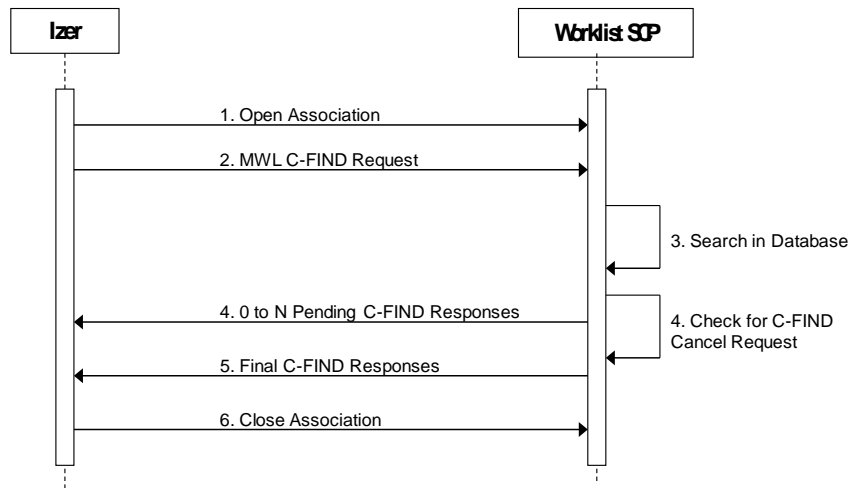 Izer
Worklist SCP
1. Open Association
2. MWL C-FIND Request
3. Search in Database
4. 0 to N Pending C-FIND Responses
4. Check for C-FIND
Cancel Request
5. Final C-FIND Responses
6. Close Association